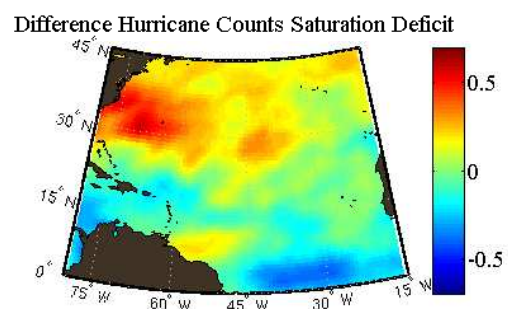 Difference Hurricane Counts Saturation Deficit
45° N
30° N
15° N
0°
75° W
60° W
45° W
30° W
15° W
0.5
0
-0.5